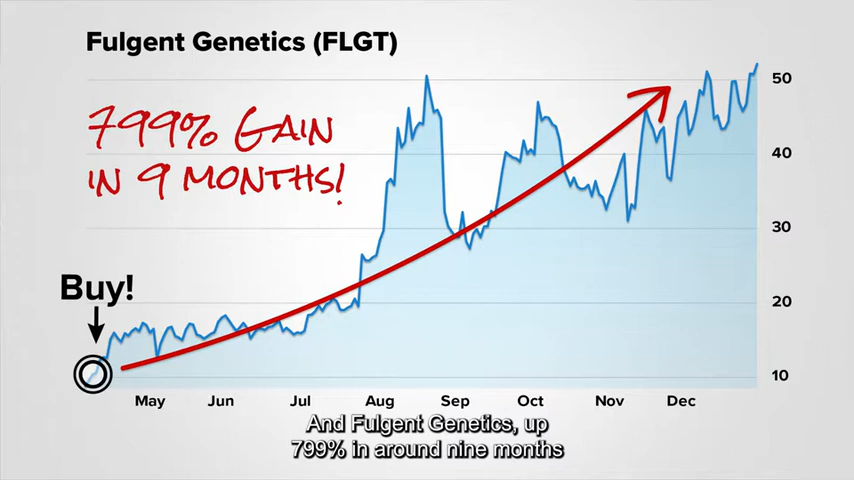 Fulgent Genetics (FLGT)
799% GAIN
IN 9 MONTHS!
Buy!
50
40
30
20
10
May Jun Jul Aug Sep Oct Nov Dec
And Fulgent Genetics, up
799% in around nine months